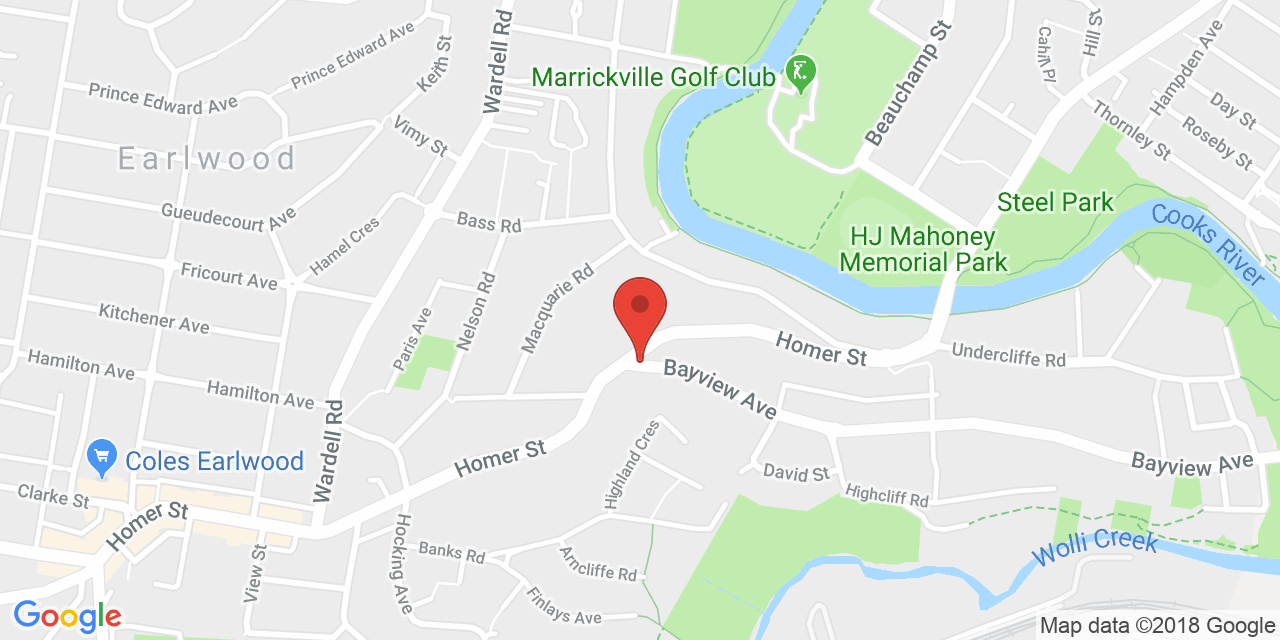 Prince Edward Ave
Keith St
Wardell Rd
Marrickville Golf Club
Beauchamp St
Cahill Pl
Hill St
Hampden Ave
Prince Edward Ave
Vimy St
Thornley St
Day St
Roseby St
Earlwood
Gueudecourt Ave
Hamel Cres
Bass Rd
Steel Park
Cooks River
HJ Mahoney
Memorial Park
Fricourt Ave
Nelson Rd
Macquarie Rd
Kitchener Ave
Paris Ave
Homer St
Undercliffe Rd
Hamilton Ave
Hamilton Ave
Bayview Ave
Wardell Rd
Homer St
Highland Cres
Coles Earlwood
David St
Bayview Ave
Clarke St
Homer St
Highcliff Rd
Hocking Ave
Banks Rd
Wolli Creek
View St
Arncliffe Rd
Finlays Ave
Google
Map data ©2018 Google